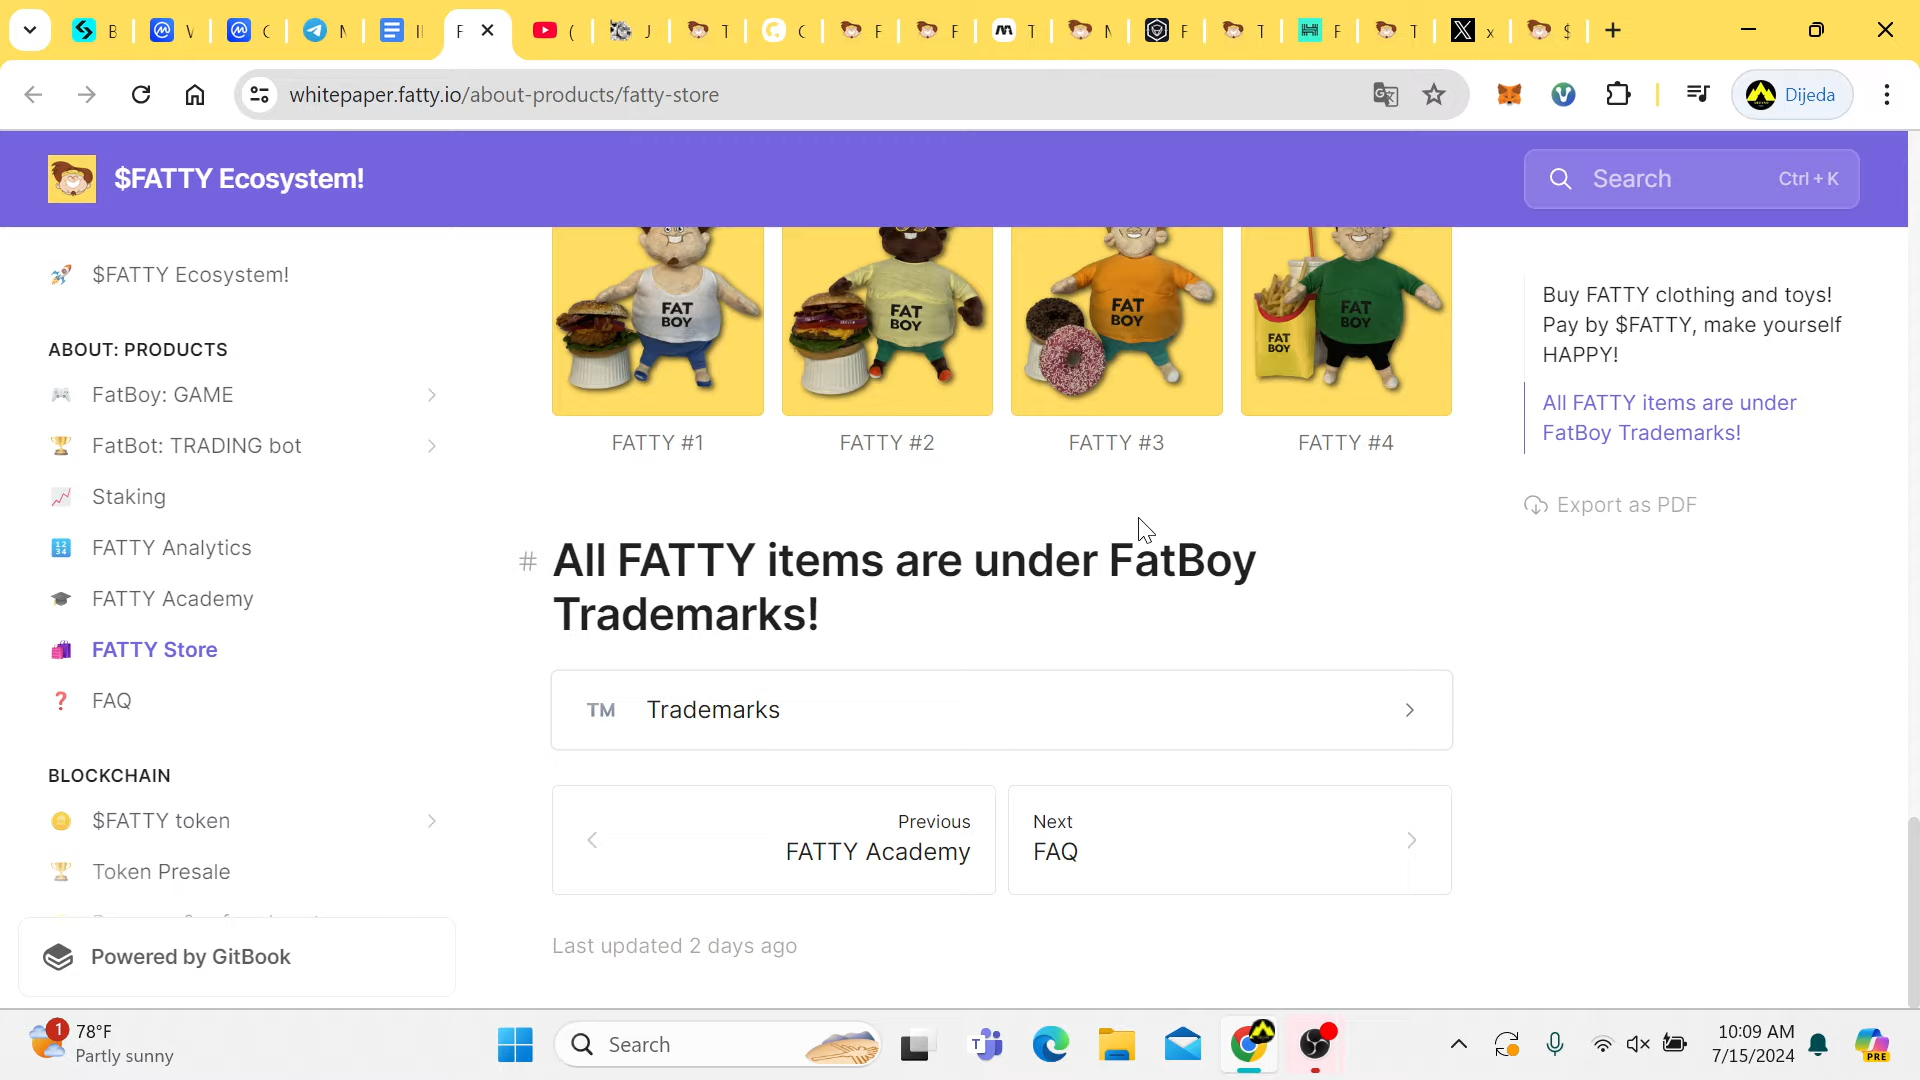 B
V
C
M
F
(
J
T
C
F
F
T
M
F
T
F
T
x
$
whitepaper.fatty.io/about-products/fatty-store
Dijeda
$FATTY Ecosystem!
Search
Ctrl + K
$FATTY Ecosystem!
ABOUT: PRODUCTS
FatBoy: GAME
FatBot: TRADING bot
Staking
FATTY Analytics
FATTY Academy
FATTY Store
FAQ
BLOCKCHAIN
$FATTY token
Token Presale
Powered by GitBook
FAT
BOY
FAT
BOY
FAT
BOY
FAT
BOY
FAT
BOY
FATTY #1
FATTY #2
FATTY #3
FATTY #4
# All FATTY items are under FatBoy
Trademarks!
TM Trademarks
Previous
FATTY Academy
Next
FAQ
Last updated 2 days ago
Buy FATTY clothing and toys!
Pay by $FATTY, make yourself
HAPPY!
All FATTY items are under
FatBoy Trademarks!
Export as PDF
1
78°F
Partly sunny
Search
10:09 AM
7/15/2024
PRE